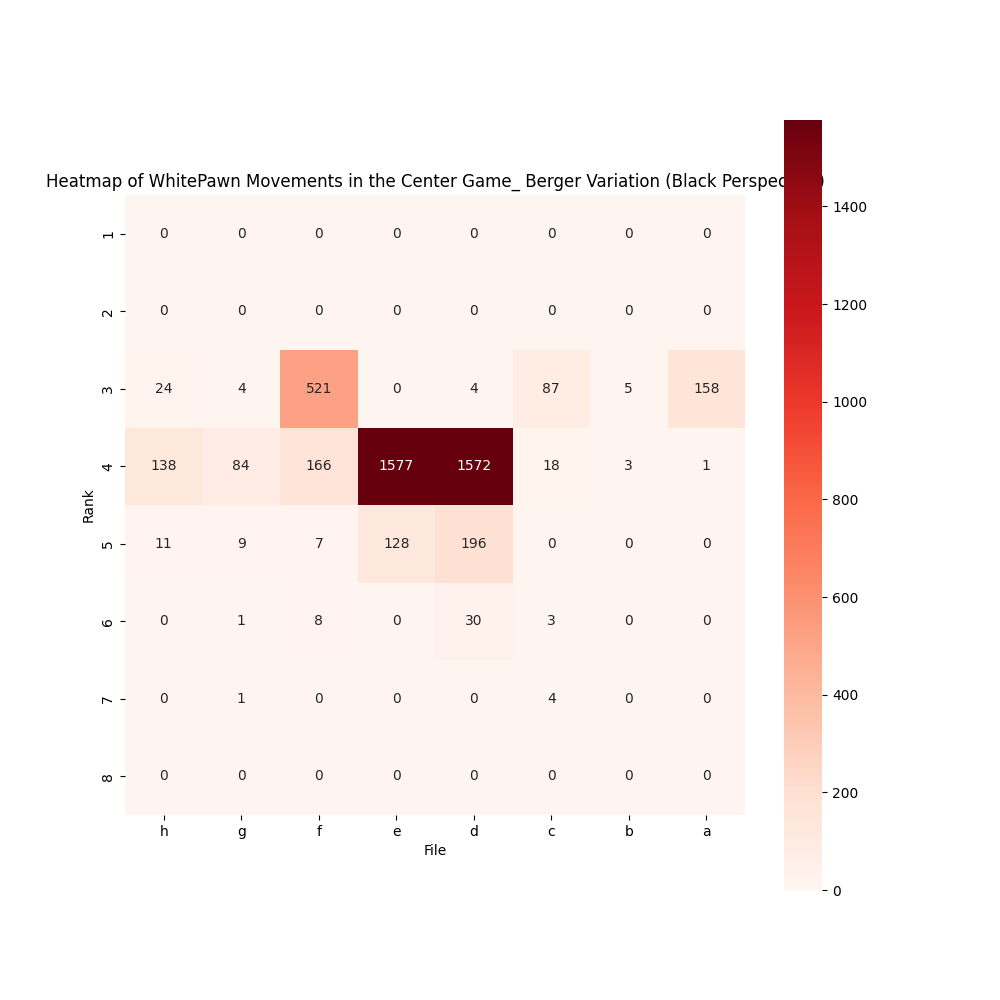 Heatmap of WhitePawn Movements in the Center Game_ Berger Variation (Black Perspec )
1 0 0 0 0 0 0 0 0
2 0 0 0 0 0 0 0 0
3 24 4 521 0 4 87 5 158
4 138 84 166 1577 1572 18 3 1
5 11 9 7 128 196 0 0 0
6 0 1 8 0 30 3 0 0
7 0 1 0 0 0 4 0 0
8 0 0 0 0 0 0 0 0
h g f e d c b a
File
Rank
1400
1200
1000
800
600
400
200
0